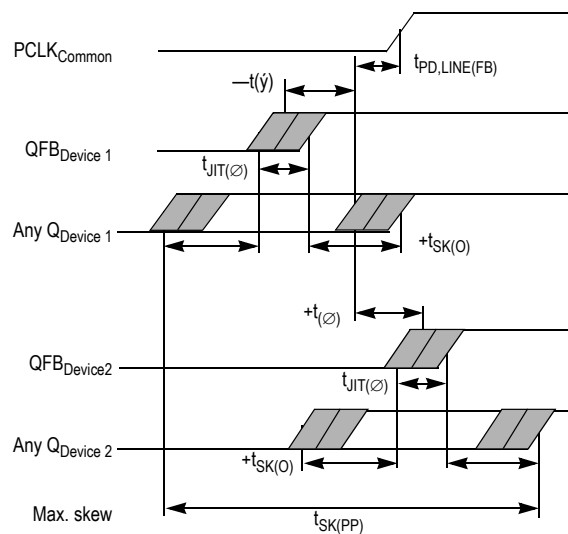 PCLKCommon
tPD,LINE(FB)
—t(ý)
QFBDevice 1
tJIT(∅)
Any QDevice 1
+tSK(O)
+t(∅)
QFBDevice2
tJIT(∅)
Any QDevice 2
+tSK(O)
Max. skew
tSK(PP)